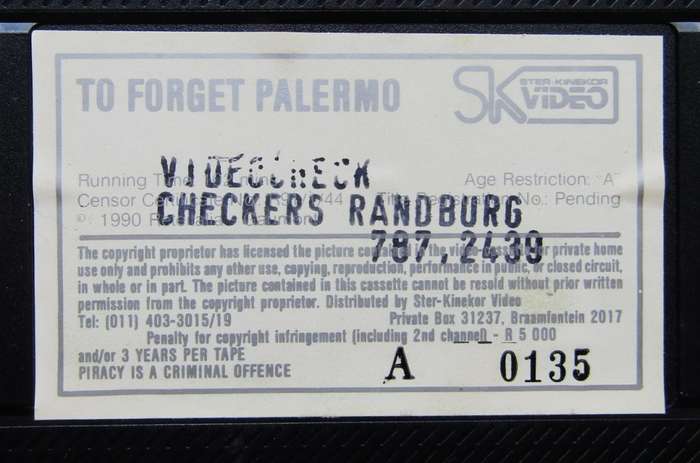 TO FORGET PALERMO
SK STER KINEKOR VIDEO
VIDEOCHECK
Running Time: Age Restriction: A
Censor No: Pending
CHECKERS RANDBURG
© 1990
787,2439
The copyright proprietor has licensed the picture contained in the video cassette for private home
use only and prohibits any other use, copying, reproduction, performance in public, or closed circuit,
in whole or in part. The picture contained in this cassette cannot be resold without prior written
permission from the copyright proprietor. Distributed by Ster-Kinekor Video
Tel: (011) 403-3015/19 Private Box 31237, Braamfontein 2017
Penalty for copyright infringement (including 2nd channel) - R 5 000
and/or 3 YEARS PER TAPE
PIRACY IS A CRIMINAL OFFENCE
A 0135